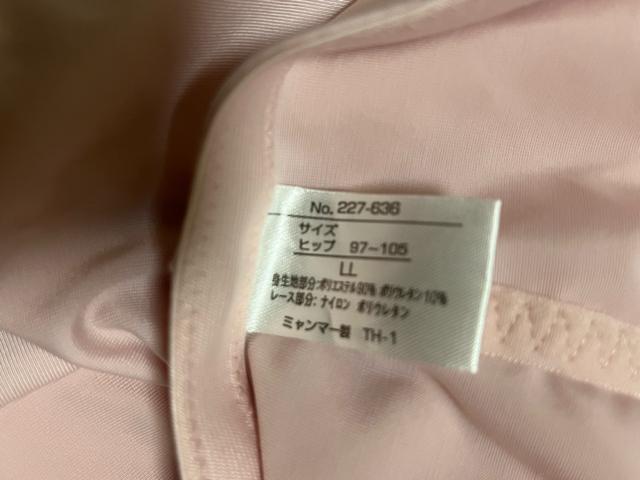 No. 227-636
サイズ
ヒップ 97~105
LL
身生地部分:ポリエステル90% ポリウレタン10%
レース部分: ナイロン ポリウレタン
ミャンマー製 TH-1